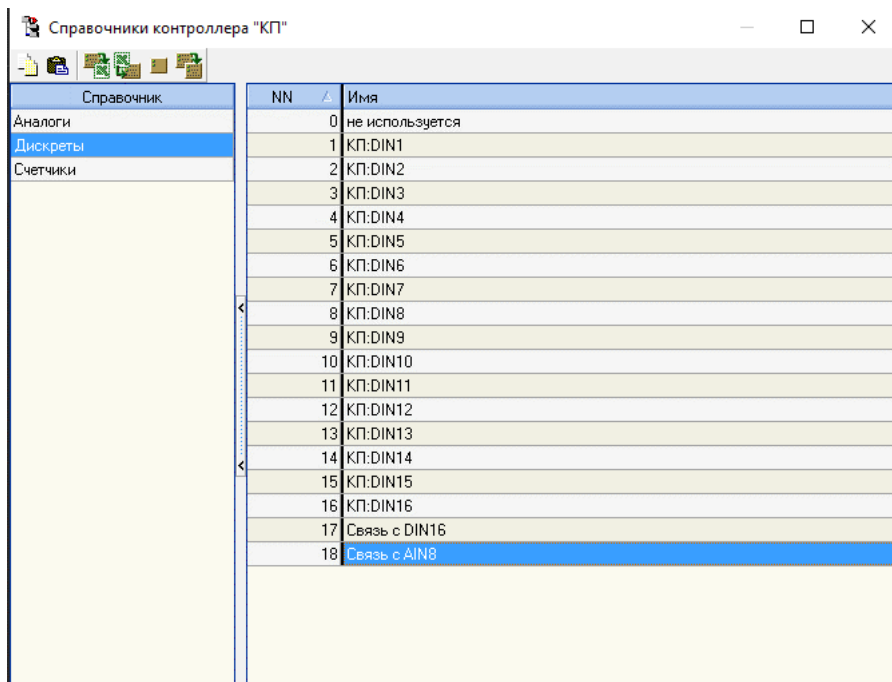 Справочники контроллера "КП"
Справочник
Аналоги
Дискреты
Счетчики
NN Имя
0 не используется
1 КП:DIN1
2 КП:DIN2
3 КП:DIN3
4 КП:DIN4
5 КП:DIN5
6 КП:DIN6
7 КП:DIN7
8 КП:DIN8
9 КП:DIN9
10 КП:DIN10
11 КП:DIN11
12 КП:DIN12
13 КП:DIN13
14 КП:DIN14
15 КП:DIN15
16 КП:DIN16
17 Связь с DIN16
18 Связь с AIN8